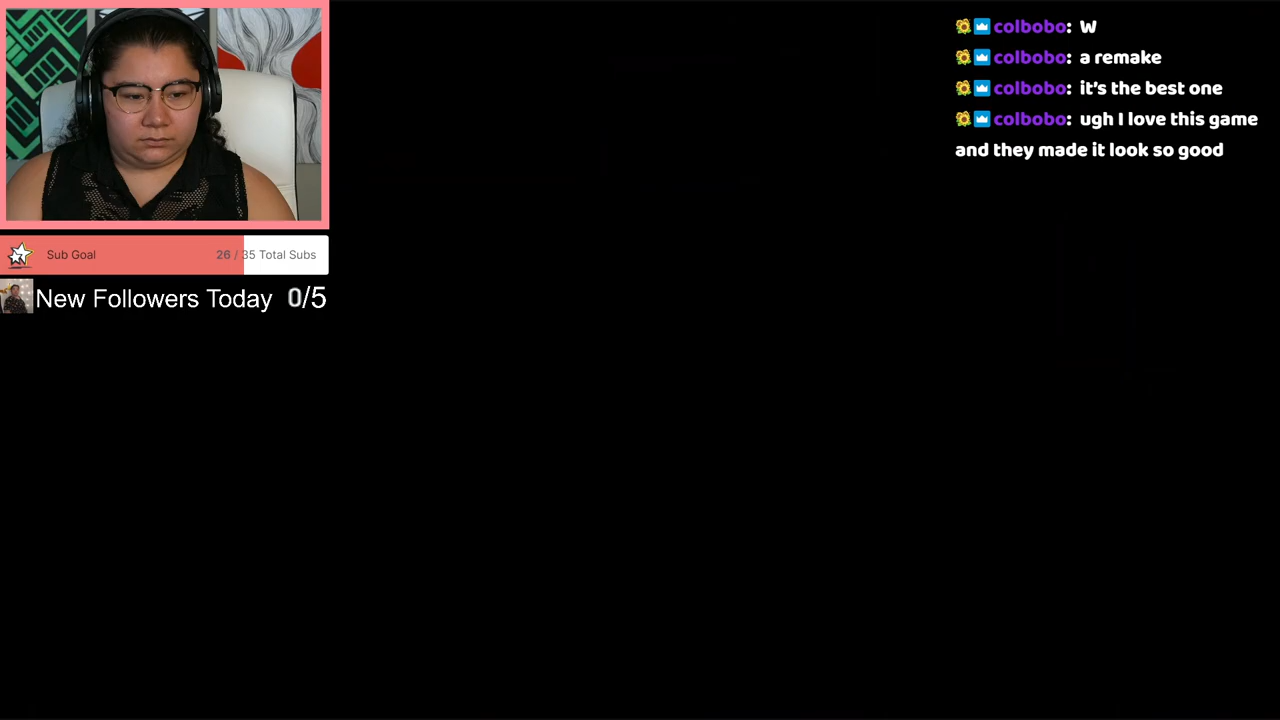 colbobo: W
colbobo: a remake
colbobo: it's the best one
colbobo: ugh I love this game
and they made it look so good
Sub Goal 26 / 35 Total Subs
New Followers Today 0/5